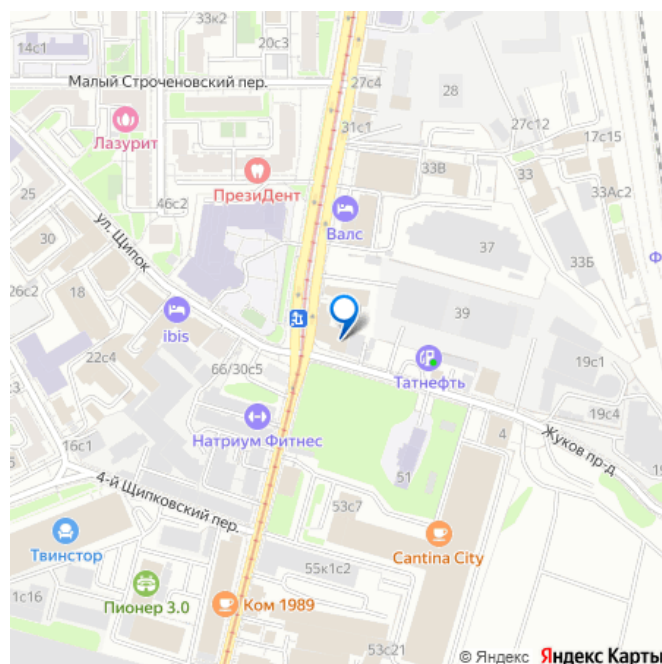 33к2
14с1
20с3
Малый Строченовский пер.
27с4
28
31с1
27с12
17с15
Лазурит
33В
33
ПрезиДент
33Ас2
25
46с2
Валс
30
ул. Щипок
37
33Б
26с2
18
ibis
39
22с4
66/30с5
Татнефть
19с1
Натриум Фитнес
19с4
4
Жуков пр-д
16с1
51
4-й Щипковский пер.
53с7
Твинстор
Cantina City
55к1с2
1с16
Пионер 3.0
Ком 1989
53с21
© Яндекс Яндекс Карты